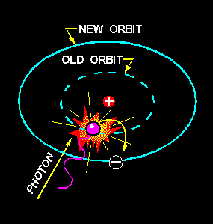 NEW ORBIT
OLD ORBIT
+
PHOTON
−